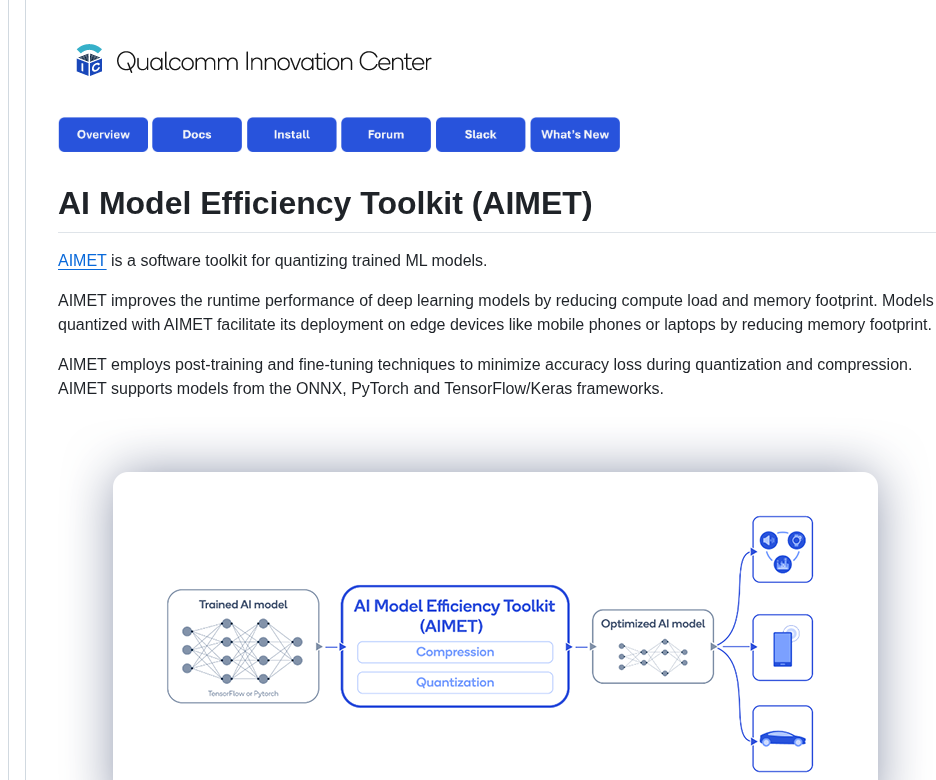 Qualcomm Innovation Center
Overview Docs Install Forum Slack What's New
AI Model Efficiency Toolkit (AIMET)
AIMET is a software toolkit for quantizing trained ML models.
AIMET improves the runtime performance of deep learning models by reducing compute load and memory footprint. Models
quantized with AIMET facilitate its deployment on edge devices like mobile phones or laptops by reducing memory footprint.
AIMET employs post-training and fine-tuning techniques to minimize accuracy loss during quantization and compression.
AIMET supports models from the ONNX, PyTorch and TensorFlow/Keras frameworks.
Trained AI model
TensorFlow or Pytorch
AI Model Efficiency Toolkit
(AIMET)
Compression
Quantization
Optimized AI model